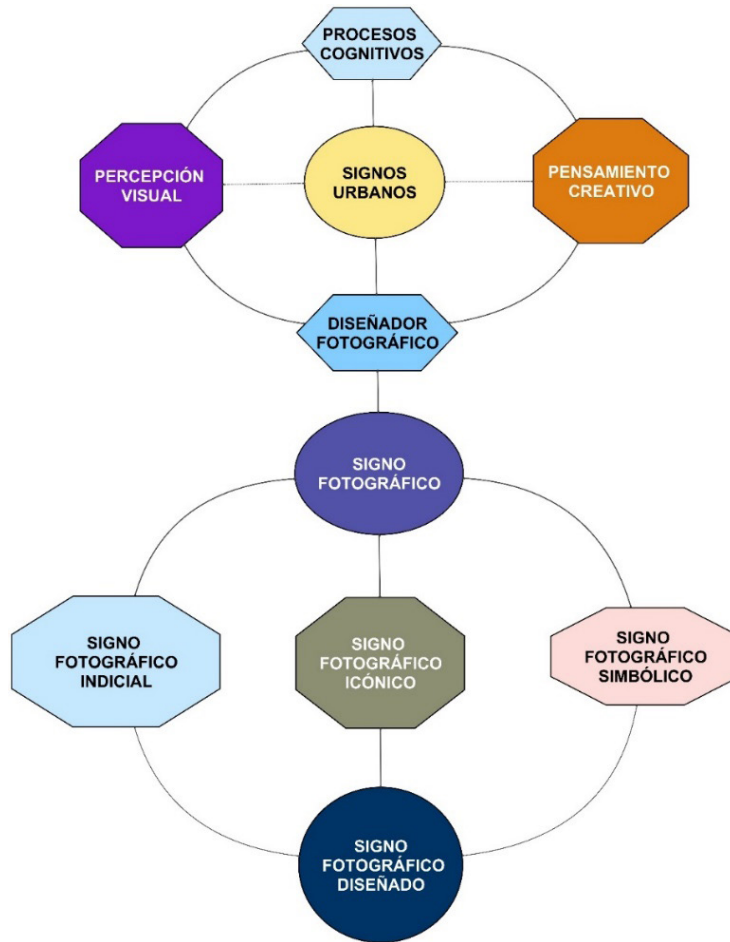 PROCESOS
COGNITIVOS
PERCEPCIÓN
VISUAL
SIGNOS
URBANOS
PENSAMIENTO
CREATIVO
DISEÑADOR
FOTOGRÁFICO
SIGNO
FOTOGRÁFICO
SIGNO
FOTOGRÁFICO
INDICIAL
SIGNO
FOTOGRÁFICO
ICÓNICO
SIGNO
FOTOGRÁFICO
SIMBÓLICO
SIGNO
FOTOGRÁFICO
DISEÑADO